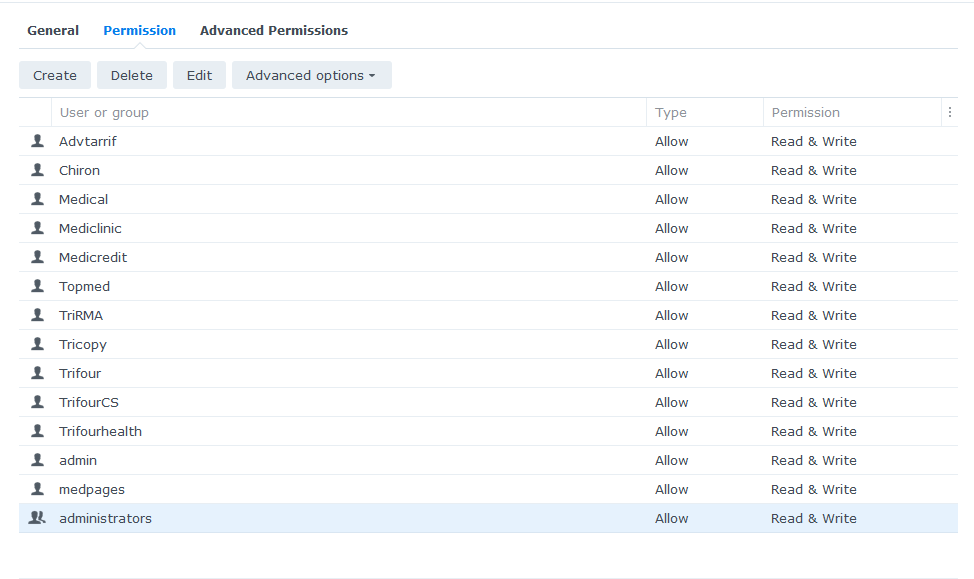 General Permission Advanced Permissions
Create Delete Edit Advanced options
User or group Type Permission
Advtarrif Allow Read & Write
Chiron Allow Read & Write
Medical Allow Read & Write
Mediclinic Allow Read & Write
Medicredit Allow Read & Write
Topmed Allow Read & Write
TriRMA Allow Read & Write
Tricopy Allow Read & Write
Trifour Allow Read & Write
TrifourCS Allow Read & Write
Trifourhealth Allow Read & Write
admin Allow Read & Write
medpages Allow Read & Write
administrators Allow Read & Write